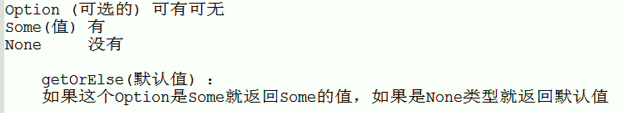 Option (可选的) 可有可无
Some(值) 有
None    没有
getOrElse(默认值) :
如果这个Option是Some就返回Some的值，如果是None类型就返回默认值